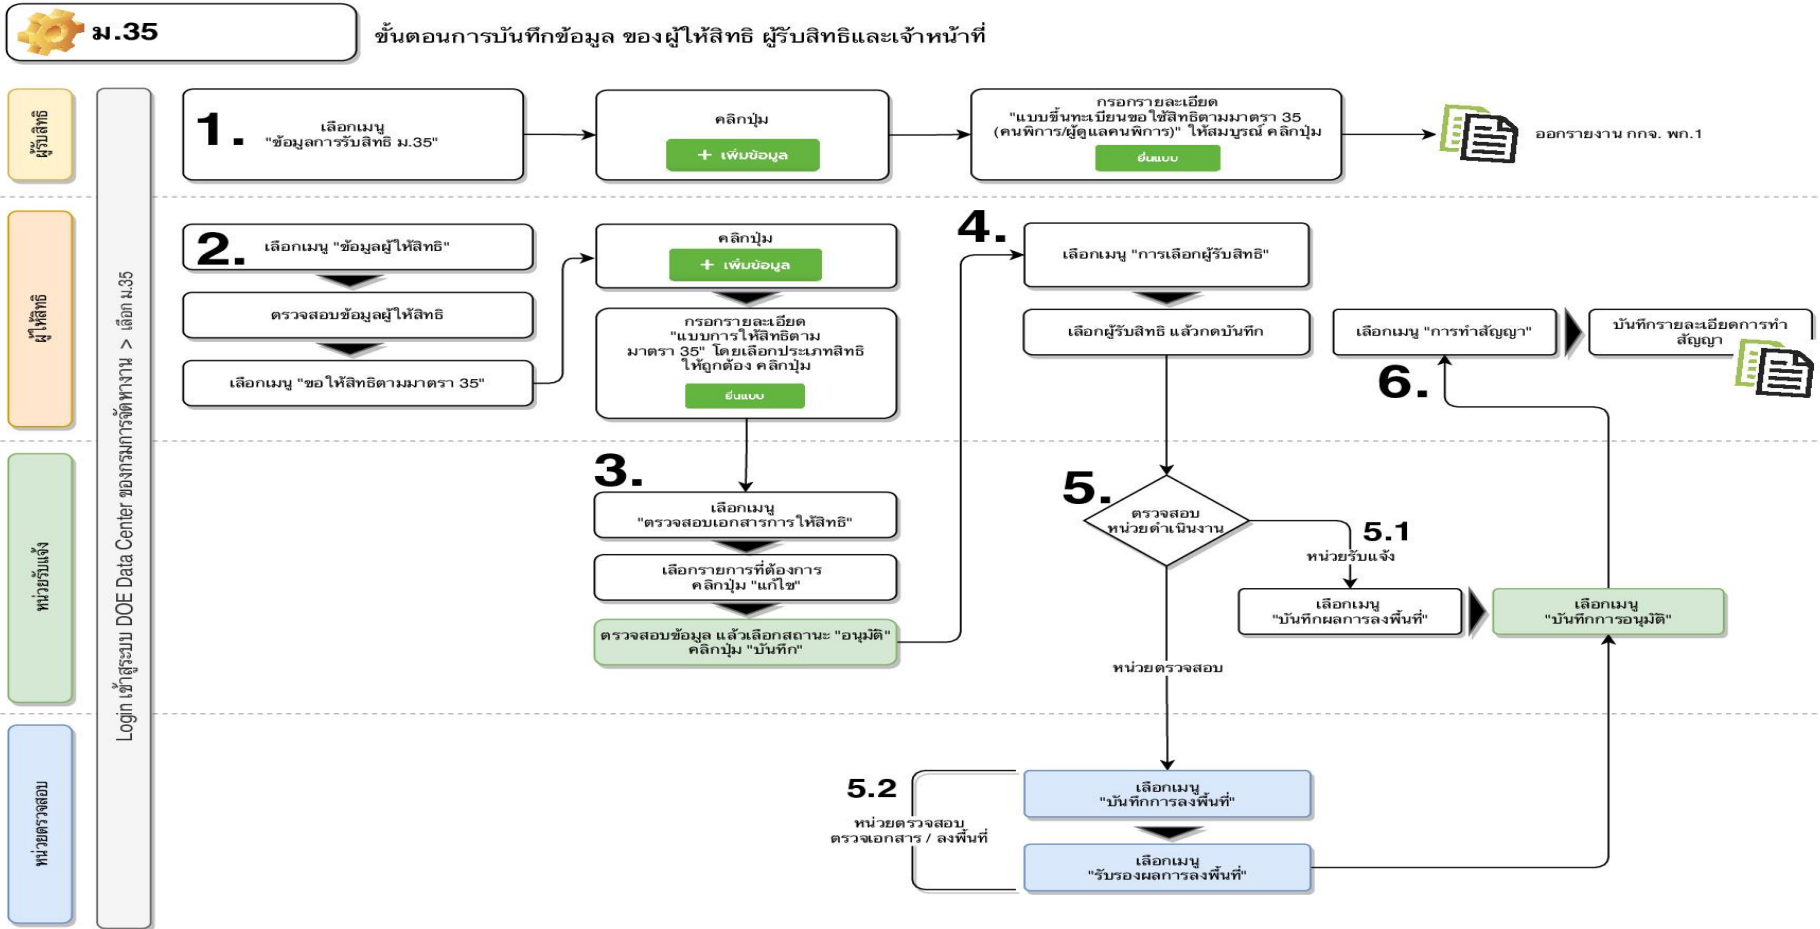 ม.35
ขั้นตอนการบันทึกข้อมูล ของผู้ให้สิทธิ ผู้รับสิทธิและเจ้าหน้าที่
ผู้รับสิทธิ
Login เข้าสู่ระบบ DOE Data Center ของกรมการจัดหางาน > เลือก ม.35
1.
เลือกเมนู
"ข้อมูลการรับสิทธิ ม.35"
คลิกปุ่ม
+ เพิ่มข้อมูล
กรอกรายละเอียด
"แบบขึ้นทะเบียนขอใช้สิทธิตามมาตรา 35
(คนพิการ/ผู้ดูแลคนพิการ)" ให้สมบูรณ์ คลิกปุ่ม
ยื่นแบบ
ออกรายงาน กกจ. พก.1
ผู้ให้สิทธิ
2.
เลือกเมนู "ข้อมูลผู้ให้สิทธิ"
ตรวจสอบข้อมูลผู้ให้สิทธิ
เลือกเมนู "ขอให้สิทธิตามมาตรา 35"
คลิกปุ่ม
+ เพิ่มข้อมูล
กรอกรายละเอียด
"แบบการให้สิทธิตาม
มาตรา 35" โดยเลือกประเภทสิทธิ
ให้ถูกต้อง คลิกปุ่ม
ยื่นแบบ
4.
เลือกเมนู "การเลือกผู้รับสิทธิ"
เลือกผู้รับสิทธิ แล้วกดบันทึก
เลือกเมนู "การทำสัญญา"
บันทึกรายละเอียดการทำ
สัญญา
6.
หน่วยรับแจ้ง
3.
เลือกเมนู
"ตรวจสอบเอกสารการให้สิทธิ"
เลือกรายการที่ต้องการ
คลิกปุ่ม "แก้ไข"
ตรวจสอบข้อมูล แล้วเลือกสถานะ "อนุมัติ"
คลิกปุ่ม "บันทึก"
5.
ตรวจสอบ
หน่วยดำเนินงาน
5.1
หน่วยรับแจ้ง
เลือกเมนู
"บันทึกผลการลงพื้นที่"
เลือกเมนู
"บันทึกการอนุมัติ"
หน่วยตรวจสอบ
หน่วยตรวจสอบ
5.2
หน่วยตรวจสอบ
ตรวจเอกสาร / ลงพื้นที่
เลือกเมนู
"บันทึกการลงพื้นที่"
เลือกเมนู
"รับรองผลการลงพื้นที่"